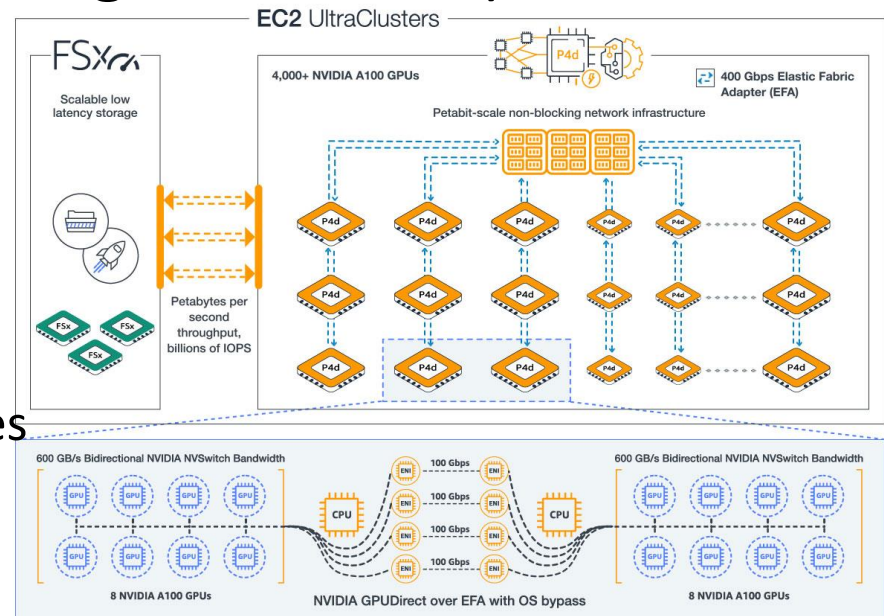 EC2 UltraClusters
FSx
Scalable low
latency storage
4,000+ NVIDIA A100 GPUs
P4d
400 Gbps Elastic Fabric
Adapter (EFA)
Petabit-scale non-blocking network infrastructure
P4d P4d P4d P4d P4d P4d
P4d P4d P4d P4d P4d P4d
Petabytes per
second
throughput,
billions of IOPS
FSx FSx
FSx
P4d P4d P4d P4d P4d P4d
es
600 GB/s Bidirectional NVIDIA NVSwitch Bandwidth
600 GB/s Bidirectional NVIDIA NVSwitch Bandwidth
GPU GPU GPU GPU
GPU GPU GPU GPU
8 NVIDIA A100 GPUs
CPU
ENI 100 Gbps ENI
ENI 100 Gbps ENI
ENI 100 Gbps ENI
ENI 100 Gbps ENI
CPU
NVIDIA GPUDirect over EFA with OS bypass
GPU GPU GPU GPU
GPU GPU GPU GPU
8 NVIDIA A100 GPUs